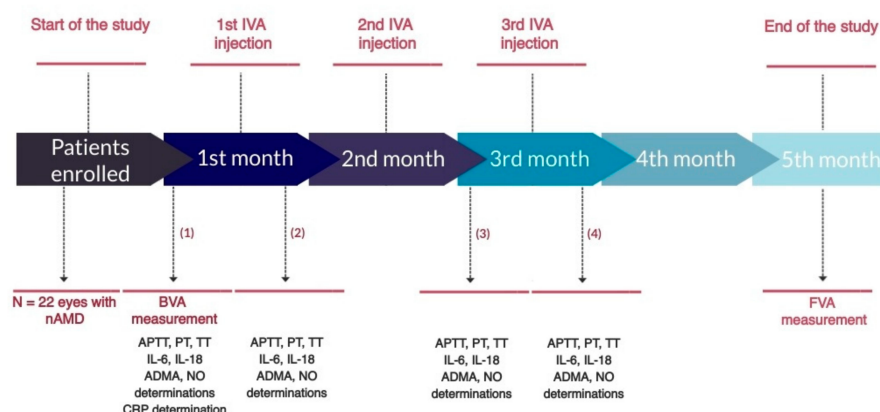 Start of the study
1st IVA
injection
2nd IVA
injection
3rd IVA
injection
End of the study
Patients
enrolled
1st month
2nd month
3rd month
4th month
5th month
(1)
(2)
(3)
(4)
N = 22 eyes with
nAMD
BVA
measurement
FVA
measurement
APTT, PT, TT
IL-6, IL-18
ADMA, NO
determinations
CRP determination
APTT, PT, TT
IL-6, IL-18
ADMA, NO
determinations
APTT, PT, TT
IL-6, IL-18
ADMA, NO
determinations
APTT, PT, TT
IL-6, IL-18
ADMA, NO
determinations